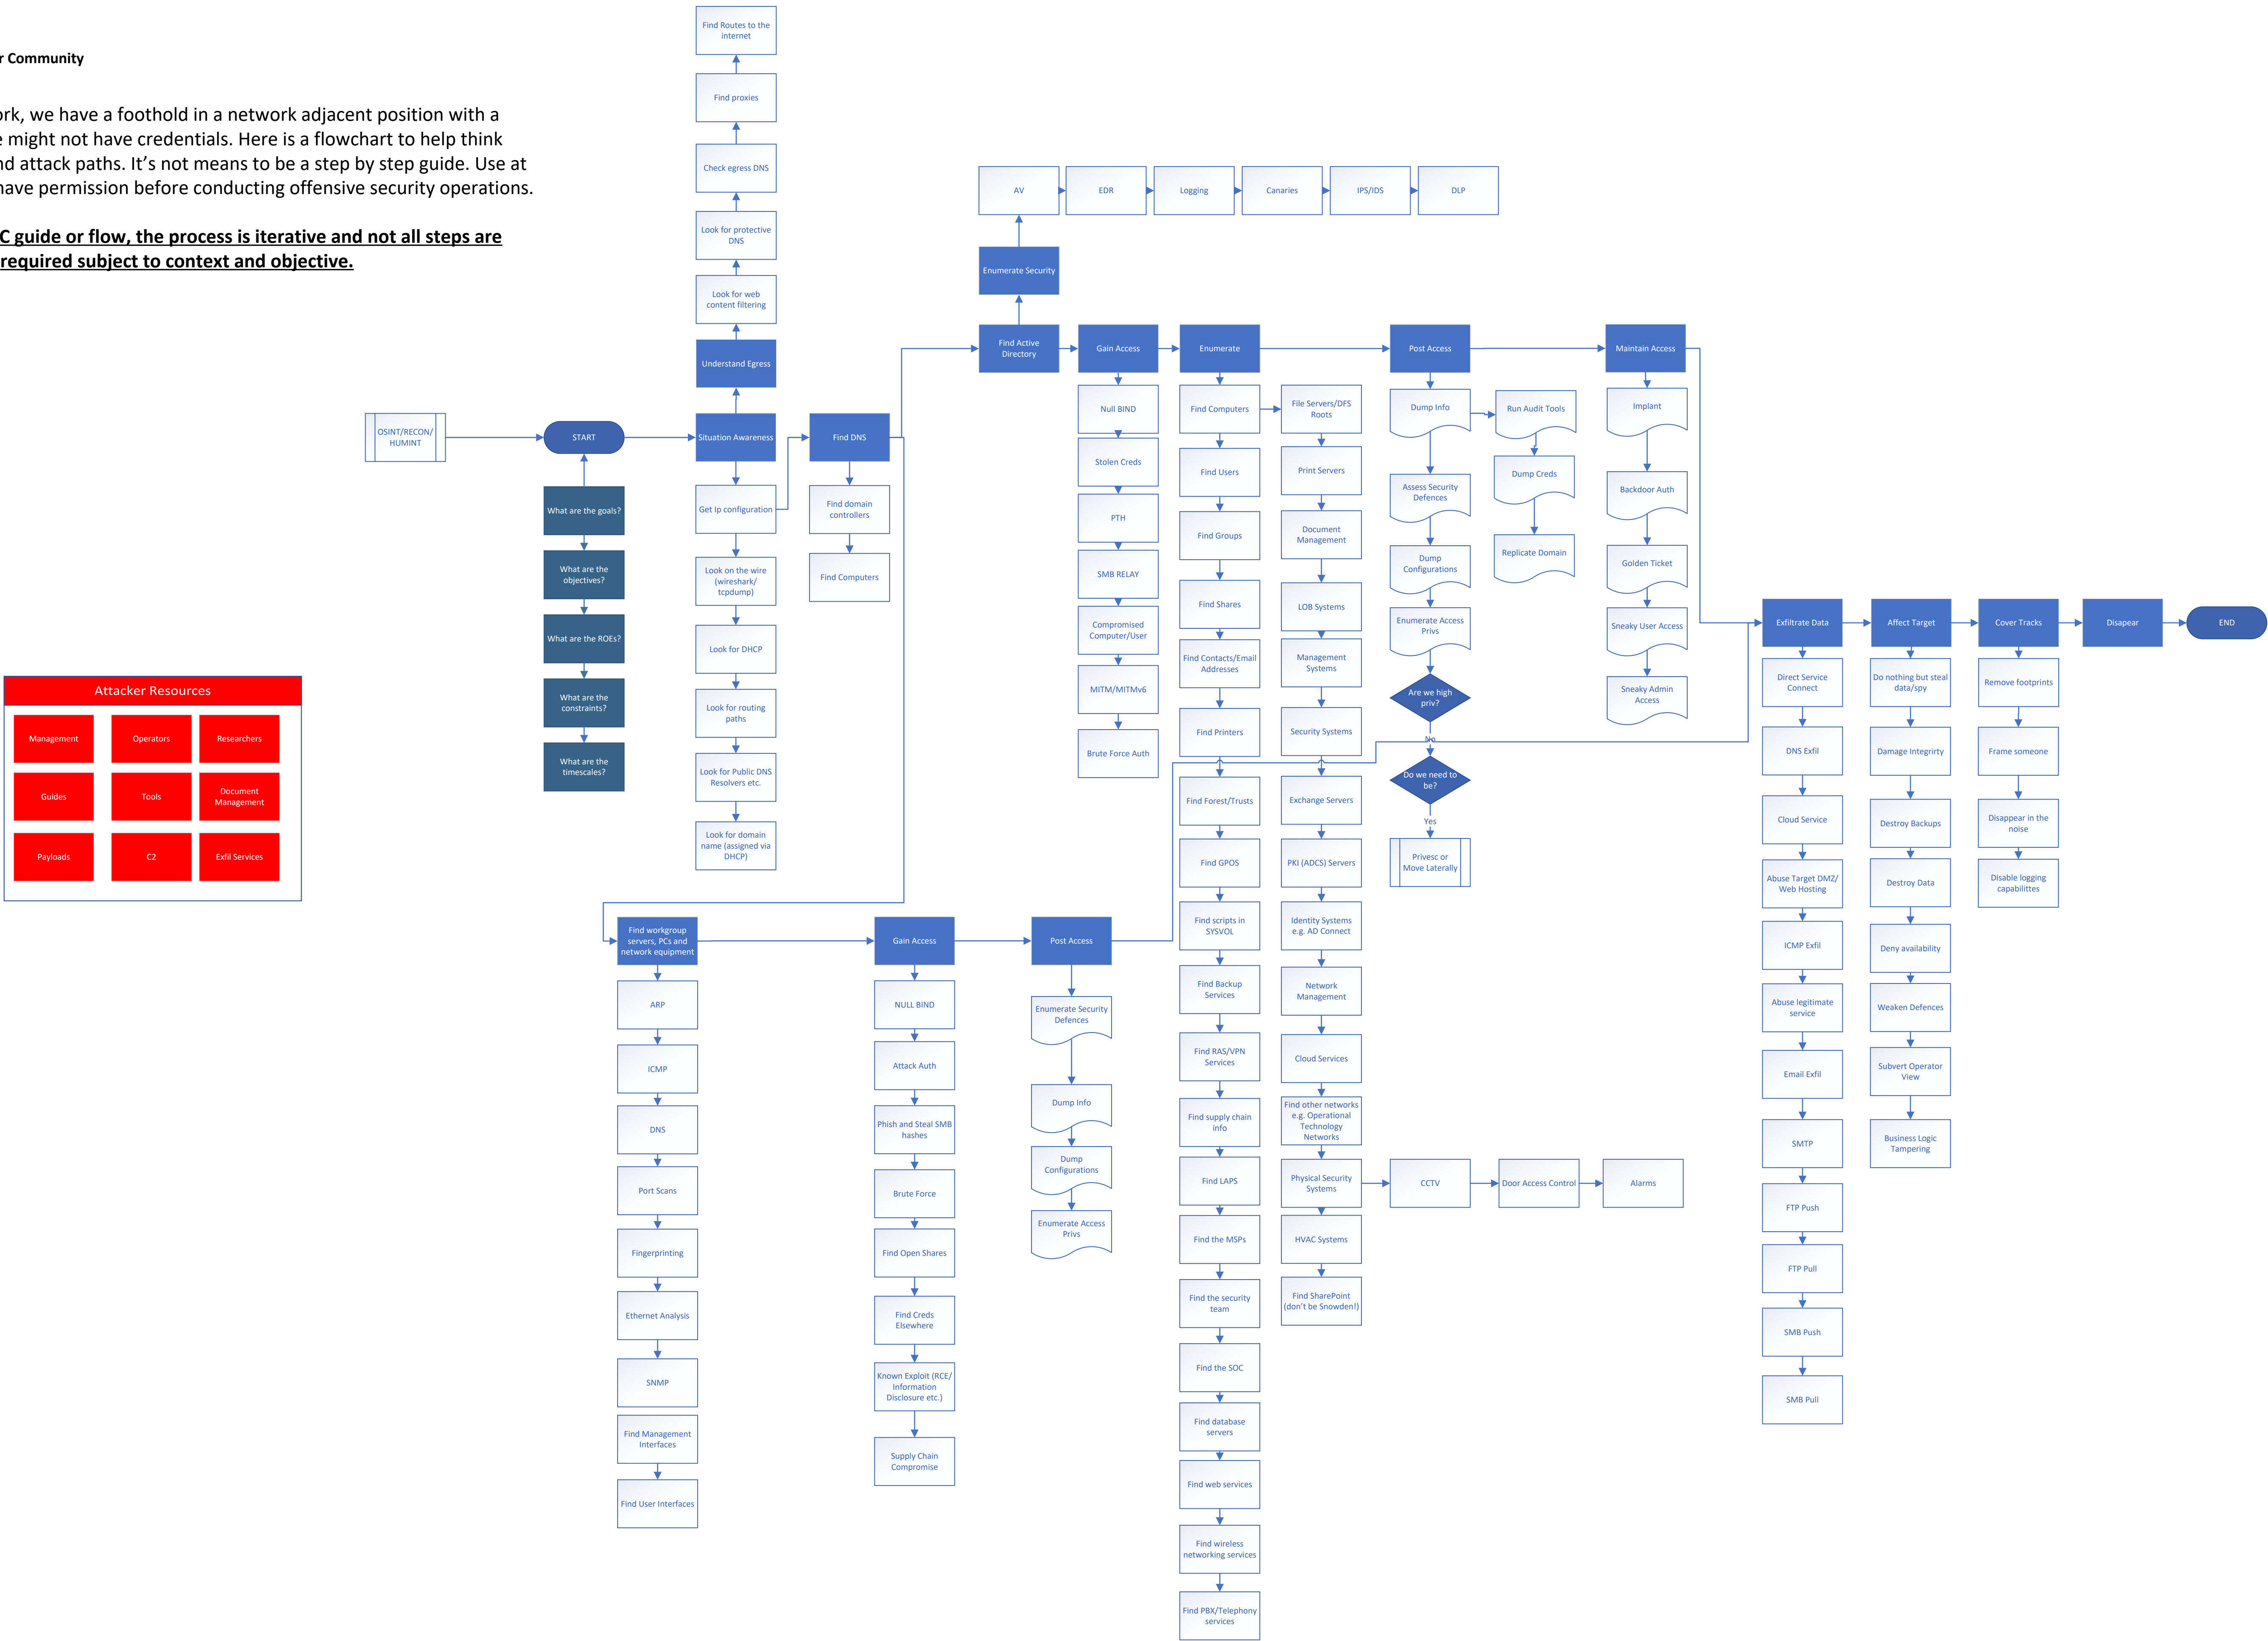 r Community
ork, we have a foothold in a network adjacent position with a
e might not have credentials. Here is a flowchart to help think
nd attack paths. It’s not means to be a step by step guide. Use at
have permission before conducting offensive security operations.
C guide or flow, the process is iterative and not all steps are
required subject to context and objective.
Attacker Resources
Management
Operators
Researchers
Guides
Tools
Document
Management
Payloads
C2
Exfil Services
OSINT/RECON/
HUMINT
START
What are the goals?
What are the
objectives?
What are the ROEs?
What are the
constraints?
What are the
timescales?
Find Routes to the
internet
Find proxies
Check egress DNS
Look for protective
DNS
Look for web
content filtering
Understand Egress
Situation Awareness
Get Ip configuration
Look on the wire
(wireshark/
tcpdump)
Look for DHCP
Look for routing
paths
Look for Public DNS
Resolvers etc.
Look for domain
name (assigned via
DHCP)
Find DNS
Find domain
controllers
Find Computers
AV
EDR
Logging
Canaries
IPS/IDS
DLP
Enumerate Security
Find Active
Directory
Gain Access
Null BIND
Stolen Creds
PTH
SMB RELAY
Compromised
Computer/User
MITM/MITMv6
Brute Force Auth
Enumerate
Find Computers
Find Users
Find Groups
Find Shares
Find Contacts/Email
Addresses
Find Printers
Find Forest/Trusts
Find GPOS
Find scripts in
SYSVOL
Find Backup
Services
Find RAS/VPN
Services
Find supply chain
info
Find LAPS
Find the MSPs
Find the security
team
Find the SOC
Find database
servers
Find web services
Find wireless
networking services
Find PBX/Telephony
services
File Servers/DFS
Roots
Print Servers
Document
Management
LOB Systems
Management
Systems
Security Systems
Exchange Servers
PKI (ADCS) Servers
Identity Systems
e.g. AD Connect
Network
Management
Cloud Services
Find other networks
e.g. Operational
Technology
Networks
Physical Security
Systems
CCTV
Door Access Control
Alarms
HVAC Systems
Find SharePoint
(don’t be Snowden!)
Post Access
Dump Info
Assess Security
Defences
Dump
Configurations
Enumerate Access
Privs
Are we high
priv?
No
Do we need to
be?
Yes
Privesc or
Move Laterally
Run Audit Tools
Dump Creds
Replicate Domain
Maintain Access
Implant
Backdoor Auth
Golden Ticket
Sneaky User Access
Sneaky Admin
Access
Find workgroup
servers, PCs and
network equipment
ARP
ICMP
DNS
Port Scans
Fingerprinting
Ethernet Analysis
SNMP
Find Management
Interfaces
Find User Interfaces
Gain Access
NULL BIND
Attack Auth
Phish and Steal SMB
hashes
Brute Force
Find Open Shares
Find Creds
Elsewhere
Known Exploit (RCE/
Information
Disclosure etc.)
Supply Chain
Compromise
Post Access
Enumerate Security
Defences
Dump Info
Dump
Configurations
Enumerate Access
Privs
Exfiltrate Data
Direct Service
Connect
DNS Exfil
Cloud Service
Abuse Target DMZ/
Web Hosting
ICMP Exfil
Abuse legitimate
service
Email Exfil
SMTP
FTP Push
FTP Pull
SMB Push
SMB Pull
Affect Target
Do nothing but steal
data/spy
Damage Integrirty
Destroy Backups
Destroy Data
Deny availability
Weaken Defences
Subvert Operator
View
Business Logic
Tampering
Cover Tracks
Remove footprints
Frame someone
Disappear in the
noise
Disable logging
capabilittes
Disapear
END